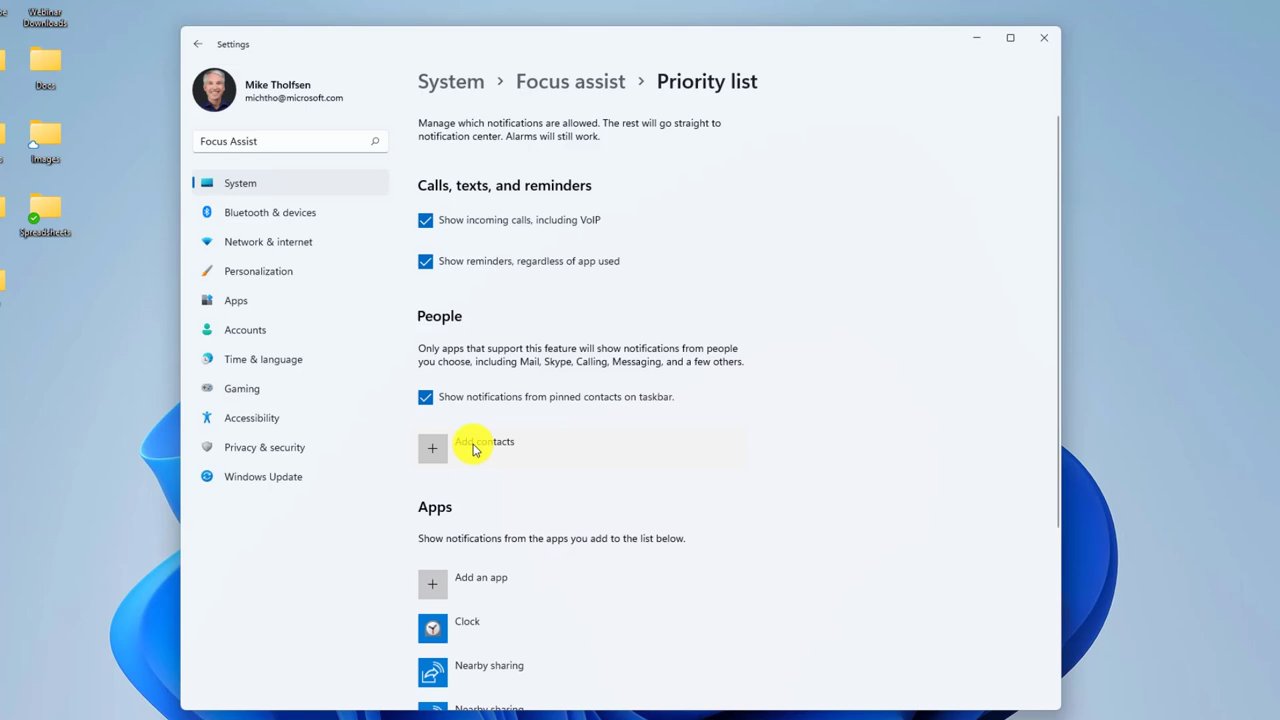 Webinar
Downloads
Docs
Images
Spreadsheets
Settings
Mike Tholfsen
michtho@microsoft.com
Focus Assist
System
Bluetooth & devices
Network & internet
Personalization
Apps
Accounts
Time & language
Gaming
Accessibility
Privacy & security
Windows Update
System > Focus assist > Priority list
Manage which notifications are allowed. The rest will go straight to
notification center. Alarms will still work.
Calls, texts, and reminders
Show incoming calls, including VoIP
Show reminders, regardless of app used
People
Only apps that support this feature will show notifications from people
you choose, including Mail, Skype, Calling, Messaging, and a few others.
Show notifications from pinned contacts on taskbar.
Add contacts
Apps
Show notifications from the apps you add to the list below.
Add an app
Clock
Nearby sharing
Nearby sharing